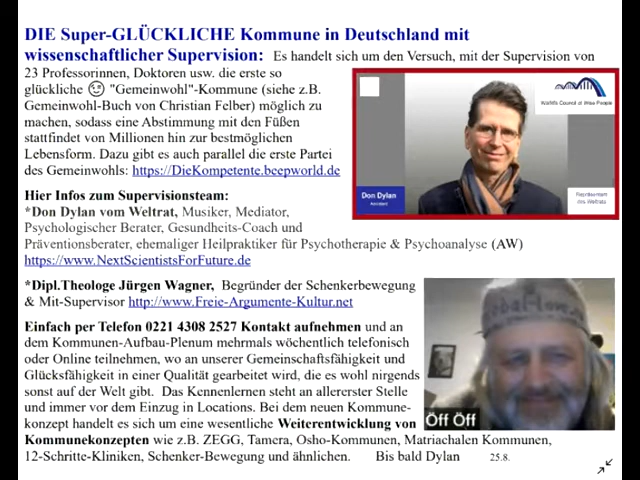 DIE Super-GLÜCKLICHE Kommune in Deutschland mit
wissenschaftlicher Supervision: Es handelt sich um den Versuch, mit der Supervision von
23 Professorinnen, Doktoren usw. die erste so
glückliche 😉 "Gemeinwohl"-Kommune (siehe z.B.
Gemeinwohl-Buch von Christian Felber) möglich zu
machen, sodass eine Abstimmung mit den Füßen
stattfindet von Millionen hin zur bestmöglichen
Lebensform. Dazu gibt es auch parallel die erste Partei
des Gemeinwohls: https://DieKompetente.beepworld.de
World's Council of Wise People
Don Dylan
Repräsentant
des Weltrats
Hier Infos zum Supervisionsteam:
*Don Dylan vom Weltrat, Musiker, Mediator,
Psychologischer Berater, Gesundheits-Coach und
Präventionsberater, ehemaliger Heilpraktiker für Psychotherapie & Psychoanalyse (AW)
https://www.NextScientistsForFuture.de
*Dipl.Theologe Jürgen Wagner, Begründer der Schenkerbewegung
& Mit-Supervisor http://www.Freie-Argumente-Kultur.net
Einfach per Telefon 0221 4308 2527 Kontakt aufnehmen und an
dem Kommunen-Aufbau-Plenum mehrmals wöchentlich telefonisch
oder Online teilnehmen, wo an unserer Gemeinschaftsfähigkeit und
Glücksfähigkeit in einer Qualität gearbeitet wird, die es wohl nirgends
sonst auf der Welt gibt. Das Kennenlernen steht an allererster Stelle
und immer vor dem Einzug in Locations. Bei dem neuen Kommune-
konzept handelt es sich um eine wesentliche Weiterentwicklung von
Kommunekonzepten wie z.B. ZEGG, Tamera, Osho-Kommunen, Matriachalen Kommunen,
12-Schritte-Kliniken, Schenker-Bewegung und ähnlichen. Bis bald Dylan 25.8.
Öff Öff